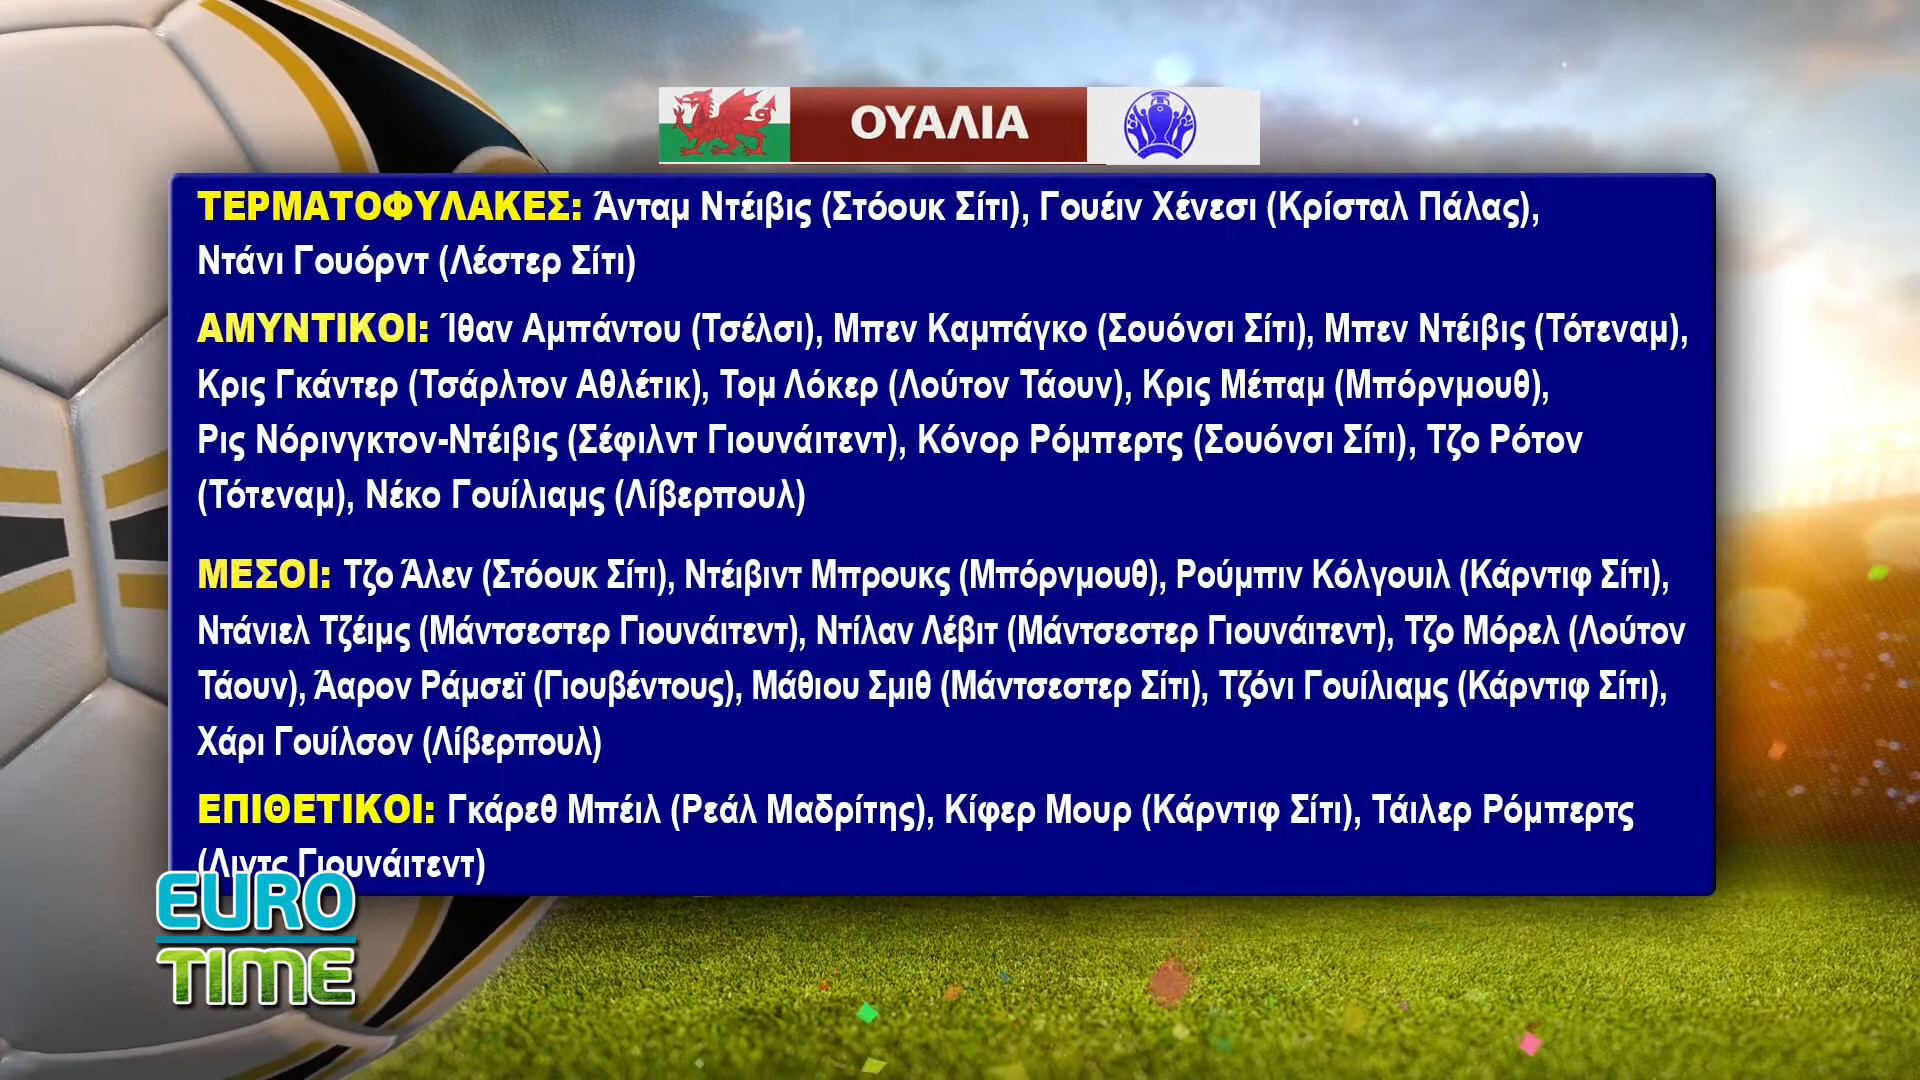 ΟΥΑΛΙΑ
ΤΕΡΜΑΤΟΦΥΛΑΚΕΣ: Άνταμ Ντέιβις (Στόουκ Σίτι), Γουέιν Χένεσι (Κρίσταλ Πάλας),
Ντάνι Γουόρντ (Λέστερ Σίτι)
ΑΜΥΝΤΙΚΟΙ: Ίθαν Αμπάντου (Τσέλσι), Μπεν Καμπάγκο (Σουόνσι Σίτι), Μπεν Ντέιβις (Τότεναμ),
Κρις Γκάντερ (Τσάρλτον Αθλέτικ), Τομ Λόκερ (Λούτον Τάουν), Κρις Μέπαμ (Μπόρνμουθ),
Ρις Νόρινγκτον-Ντέιβις (Σέφιλντ Γιουνάιτεντ), Κόνορ Ρόμπερτς (Σουόνσι Σίτι), Τζο Ρότον
(Τότεναμ), Νέκο Γουίλιαμς (Λίβερπουλ)
ΜΕΣΟΙ: Τζο Άλεν (Στόουκ Σίτι), Ντέιβιντ Μπρουκς (Μπόρνμουθ), Ρούμπιν Κόλγουιλ (Κάρντιφ Σίτι),
Ντάνιελ Τζέιμς (Μάντσεστερ Γιουνάιτεντ), Ντίλαν Λέβιτ (Μάντσεστερ Γιουνάιτεντ), Τζο Μόρελ (Λούτον
Τάουν), Άαρον Ράμσεϊ (Γιουβέντους), Μάθιου Σμιθ (Μάντσεστερ Σίτι), Τζόνι Γουίλιαμς (Κάρντιφ Σίτι),
Χάρι Γουίλσον (Λίβερπουλ)
ΕΠΙΘΕΤΙΚΟΙ: Γκάρεθ Μπέιλ (Ρεάλ Μαδρίτης), Κίφερ Μουρ (Κάρντιφ Σίτι), Τάιλερ Ρόμπερτς
(Λιντς Γιουνάιτεντ)
EURO
TIME